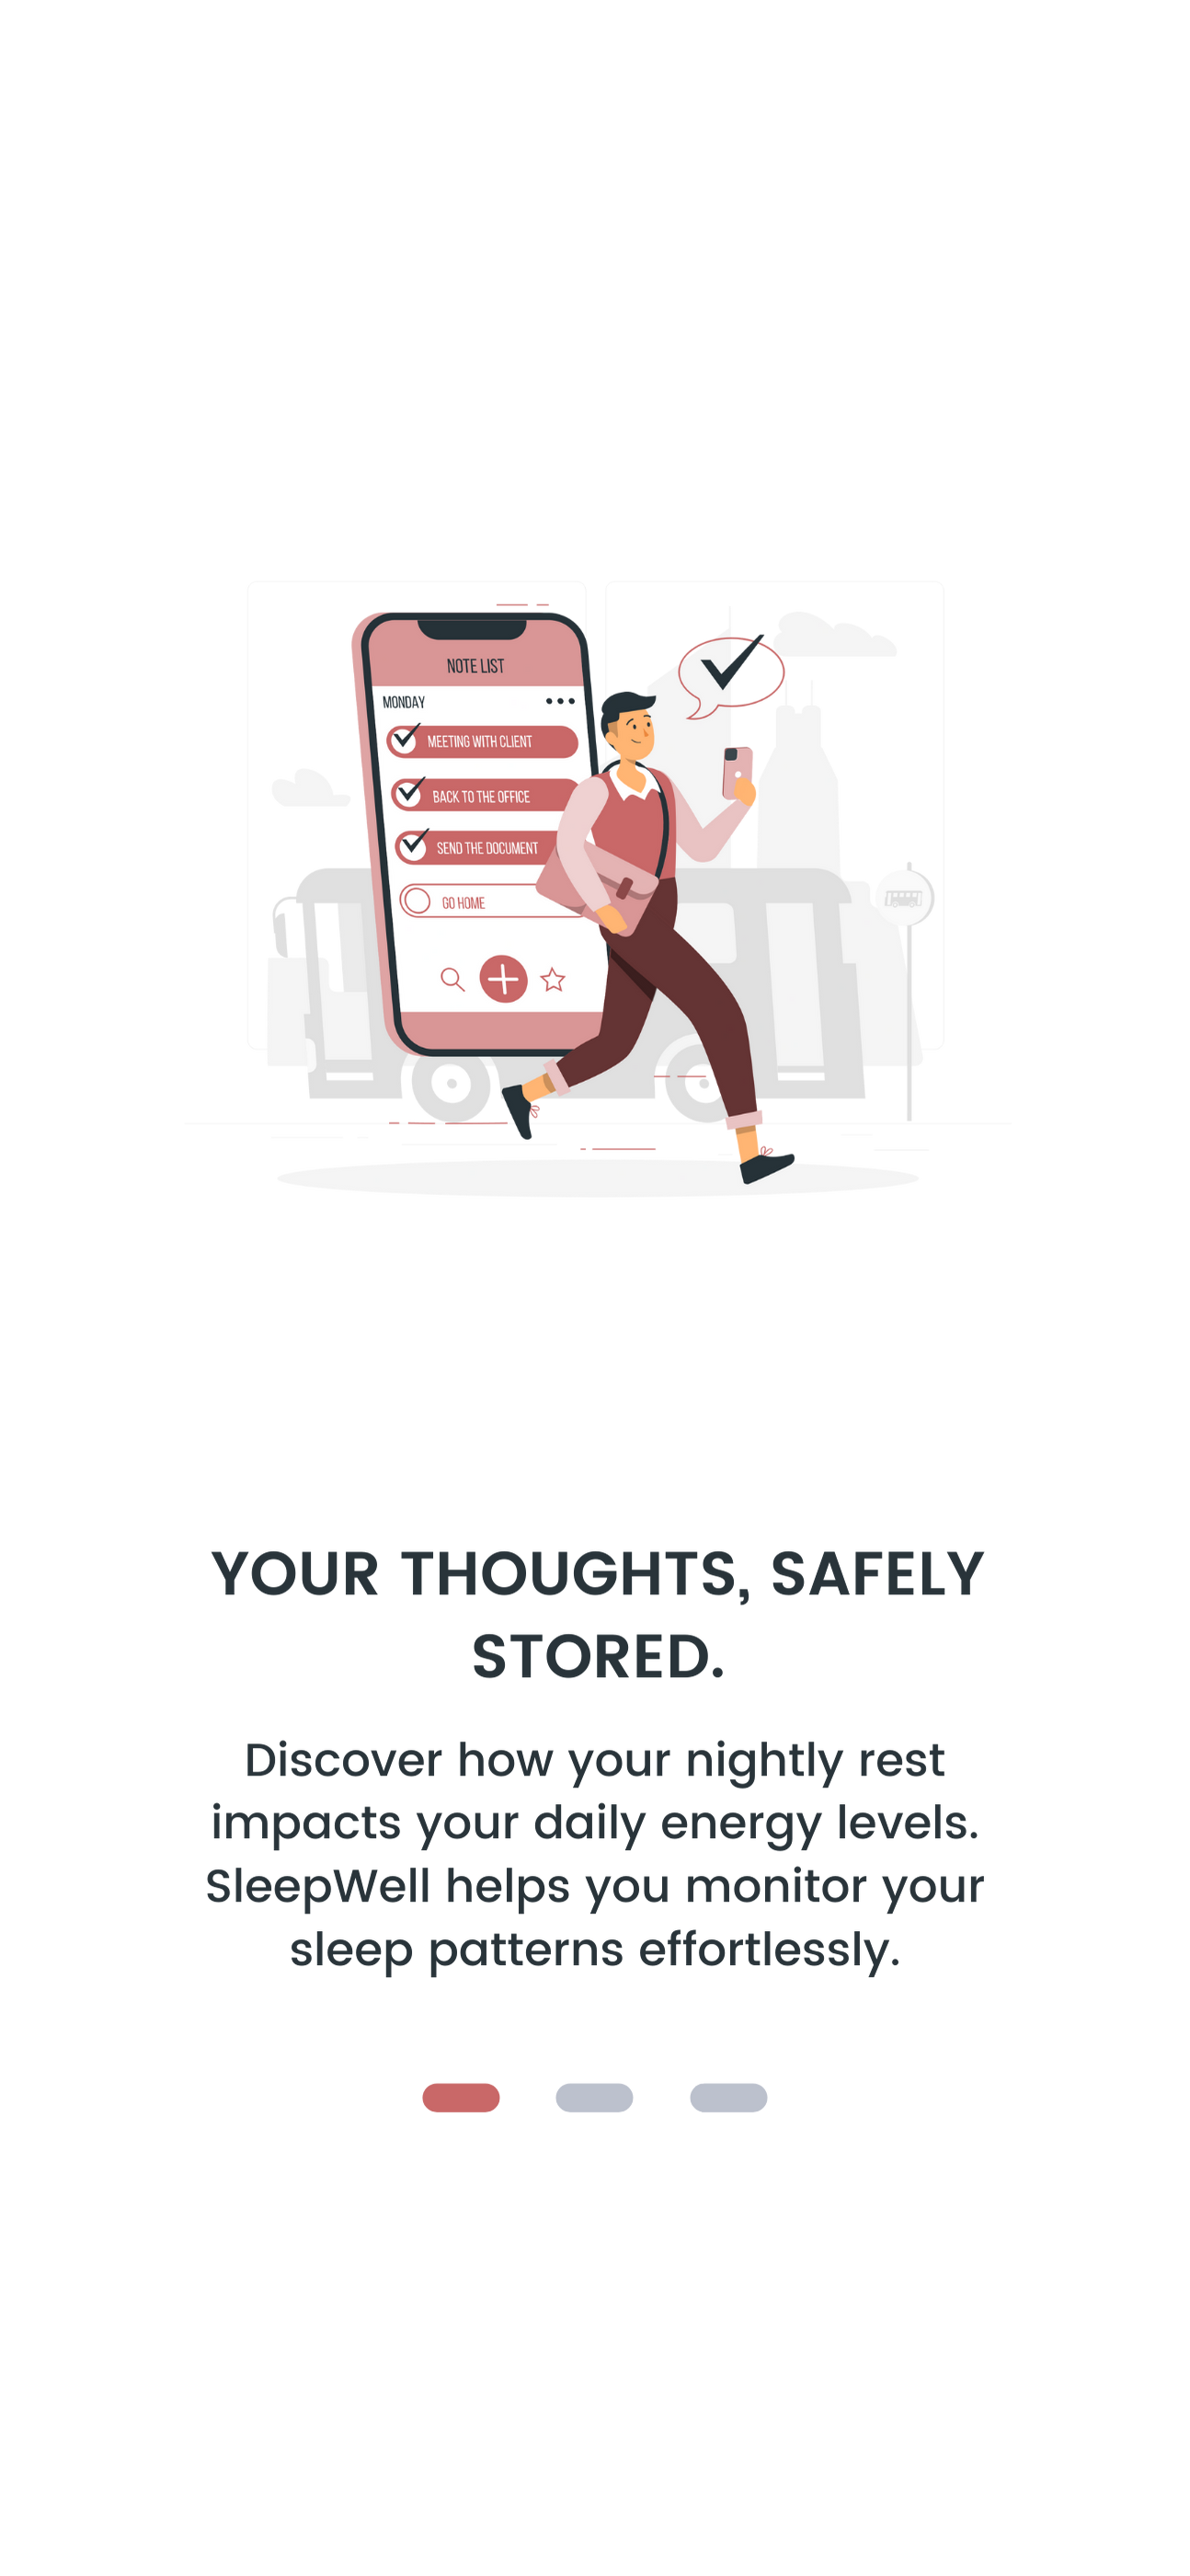 NOTE LIST
MONDAY
MEETING WITH CLIENT
BACK TO THE OFFICE
SEND THE DOCUMENT
GO HOME
YOUR THOUGHTS, SAFELY
STORED.
Discover how your nightly rest
impacts your daily energy levels.
SleepWell helps you monitor your
sleep patterns effortlessly.